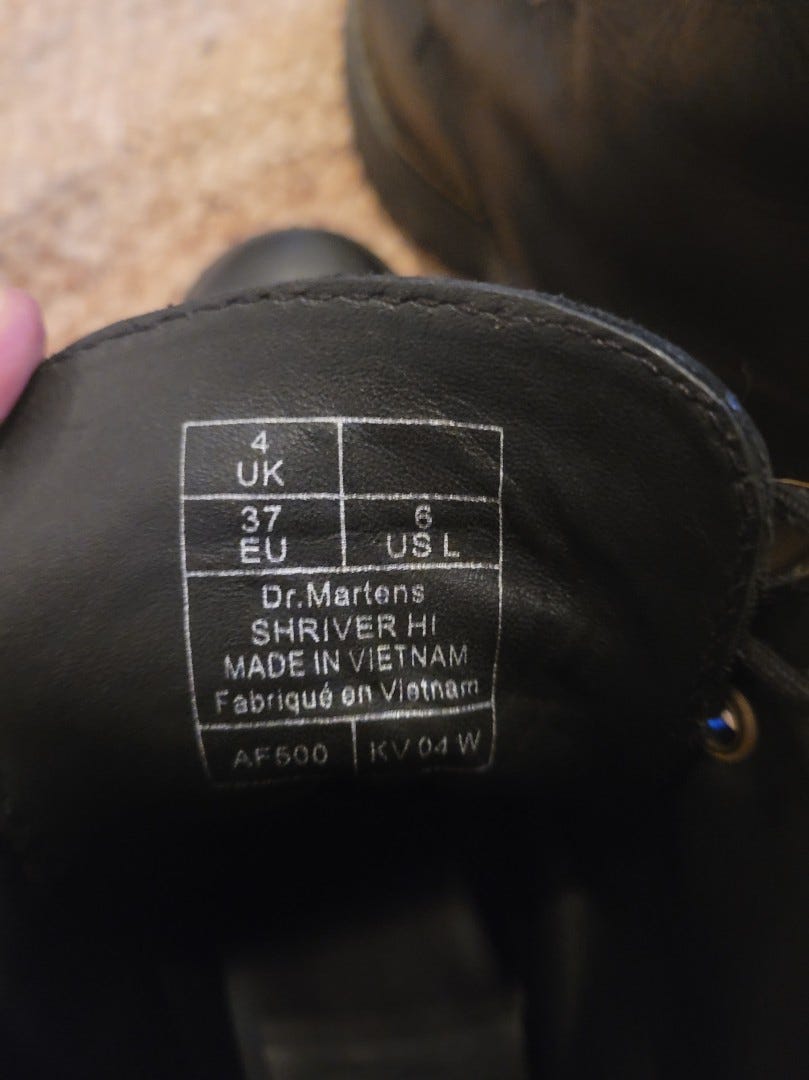 4
UK
37
EU
6
US L
Dr.Martens
SHRIVER HI
MADE IN VIETNAM
Fabriqué en Vietnam
AF500
KV 04 W